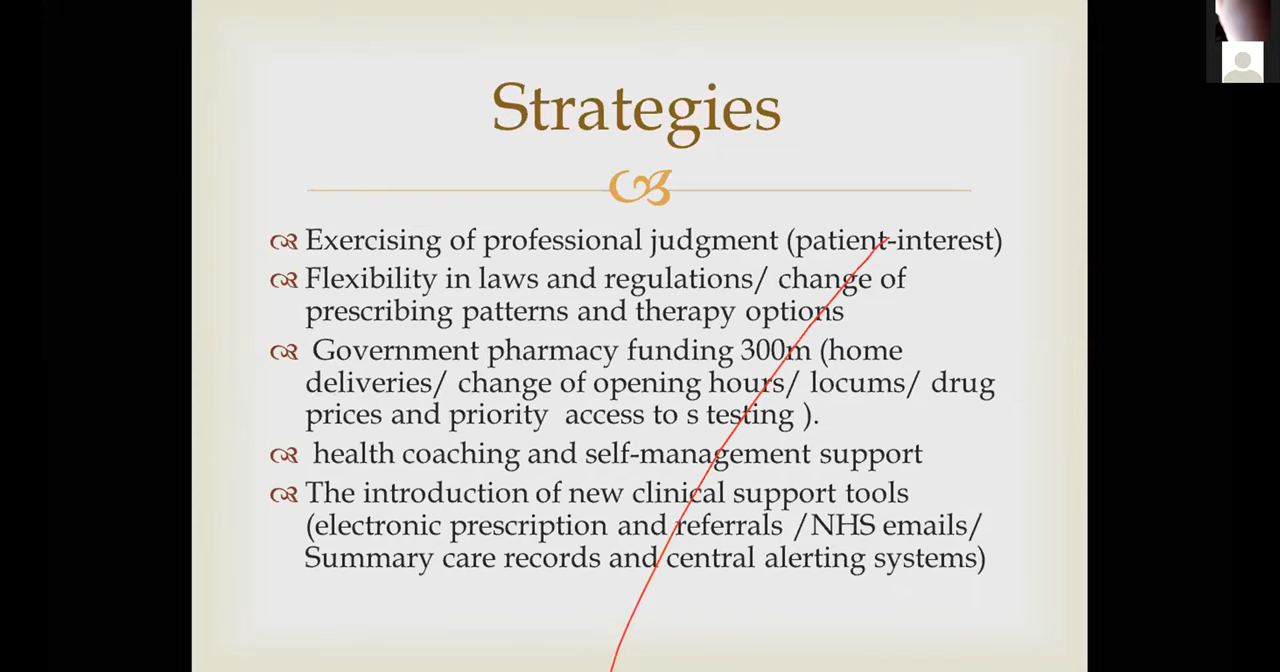 Strategies
Exercising of professional judgment (patient-interest)
Flexibility in laws and regulations/ change of
prescribing patterns and therapy options
Government pharmacy funding 300m (home
deliveries/ change of opening hours/ locums/ drug
prices and priority access to s testing ).
health coaching and self-management support
The introduction of new clinical support tools
(electronic prescription and referrals /NHS emails/
Summary care records and central alerting systems)